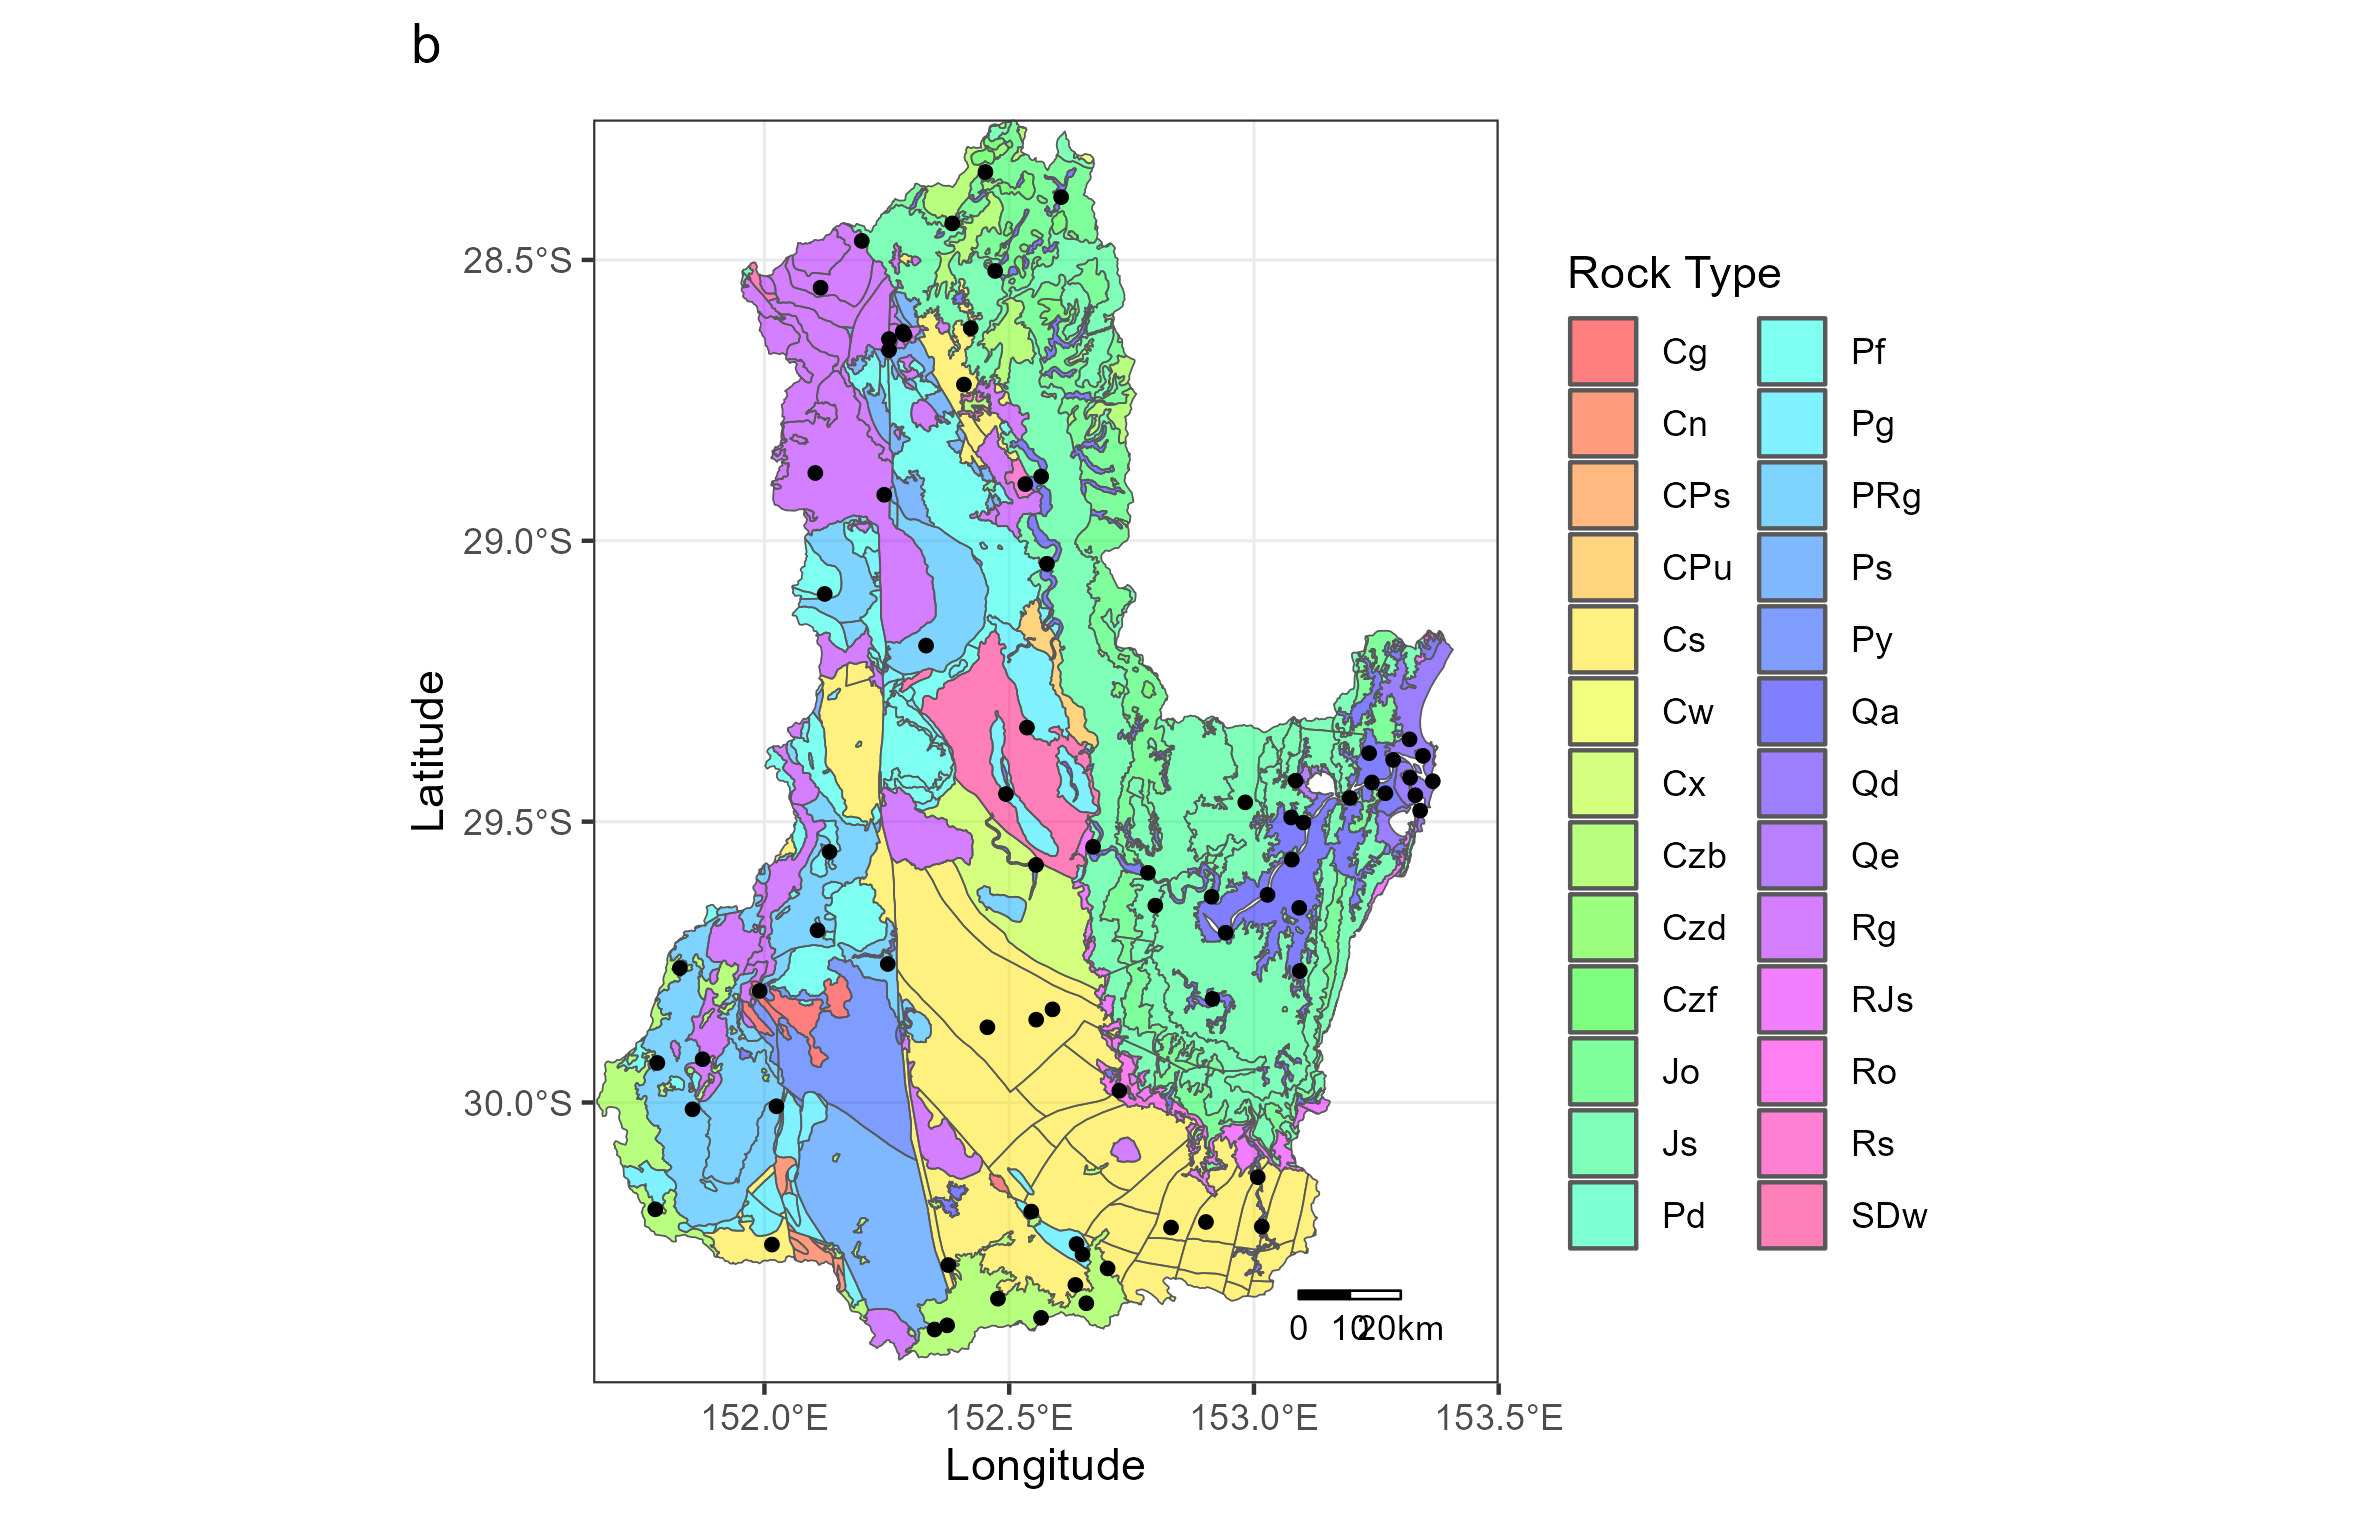 b
28.5°S
29.0°S
29.5°S
30.0°S
Latitude
152.0°E
152.5°E
153.0°E
153.5°E
Longitude
0 10 20km
Rock Type
Cg
Cn
CPs
CPu
Cs
Cw
Cx
Czb
Czd
Czf
Jo
Js
Pd
Pf
Pg
PRg
Ps
Py
Qa
Qd
Qe
Rg
RJs
Ro
Rs
SDw